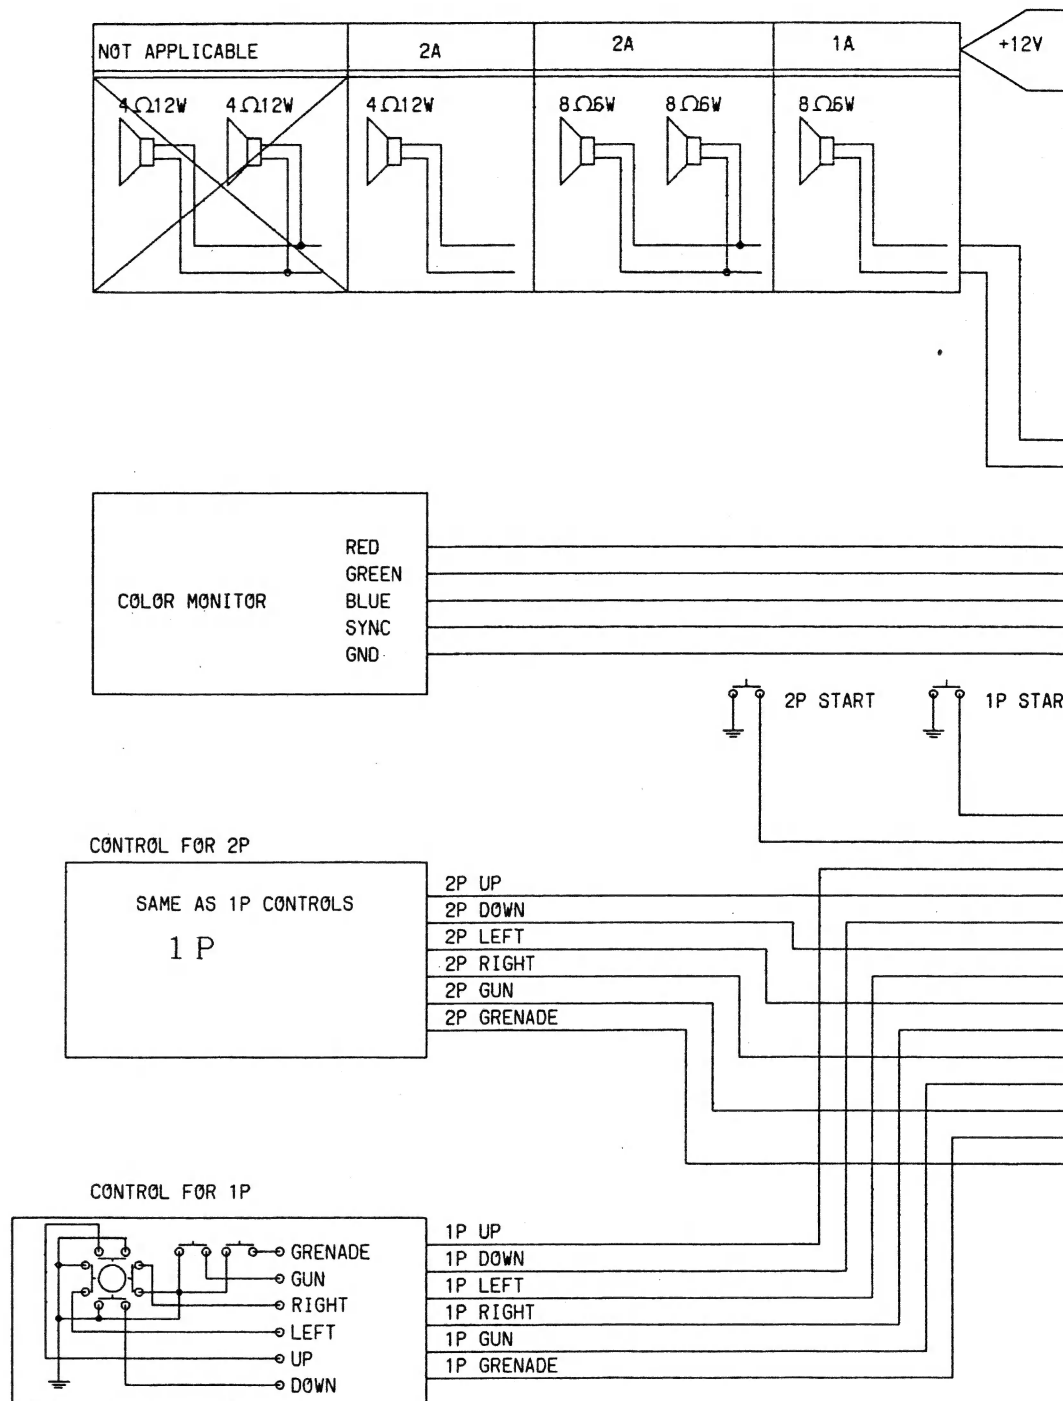 NOT APPLICABLE 2A 2A 1A +12V
4Ω12W 4Ω12W 4Ω12W 8Ω6W 8Ω6W 8Ω6W
RED
GREEN
COLOR MONITOR BLUE
SYNC
GND
2P START 1P STAR
CONTROL FOR 2P
SAME AS 1P CONTROLS
1 P
2P UP
2P DOWN
2P LEFT
2P RIGHT
2P GUN
2P GRENADE
CONTROL FOR 1P
GRENADE
GUN
RIGHT
LEFT
UP
DOWN
1P UP
1P DOWN
1P LEFT
1P RIGHT
1P GUN
1P GRENADE